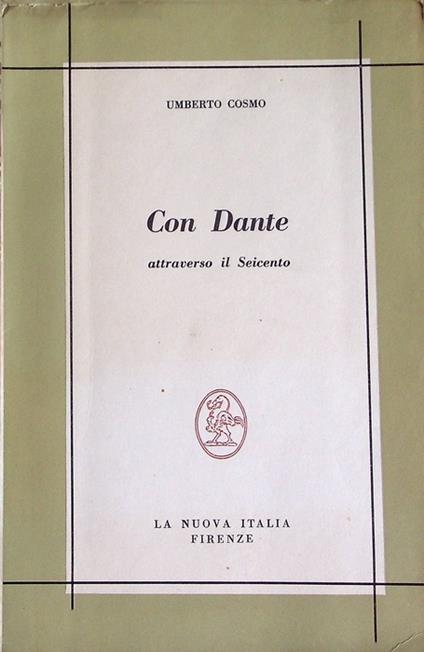 UMBERTO COSMO
Con Dante
attraverso il Seicento
LA NUOVA ITALIA
FIRENZE